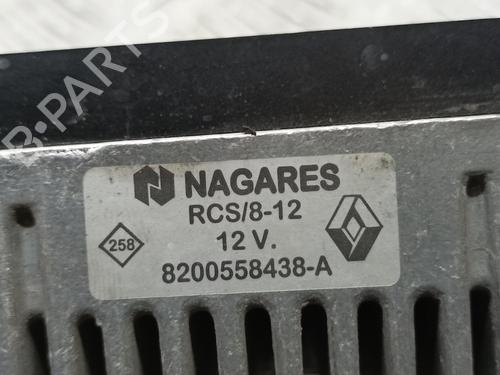 B-PARTS
NAGARES
RCS/8-12
258
12 V.
8200558438-A